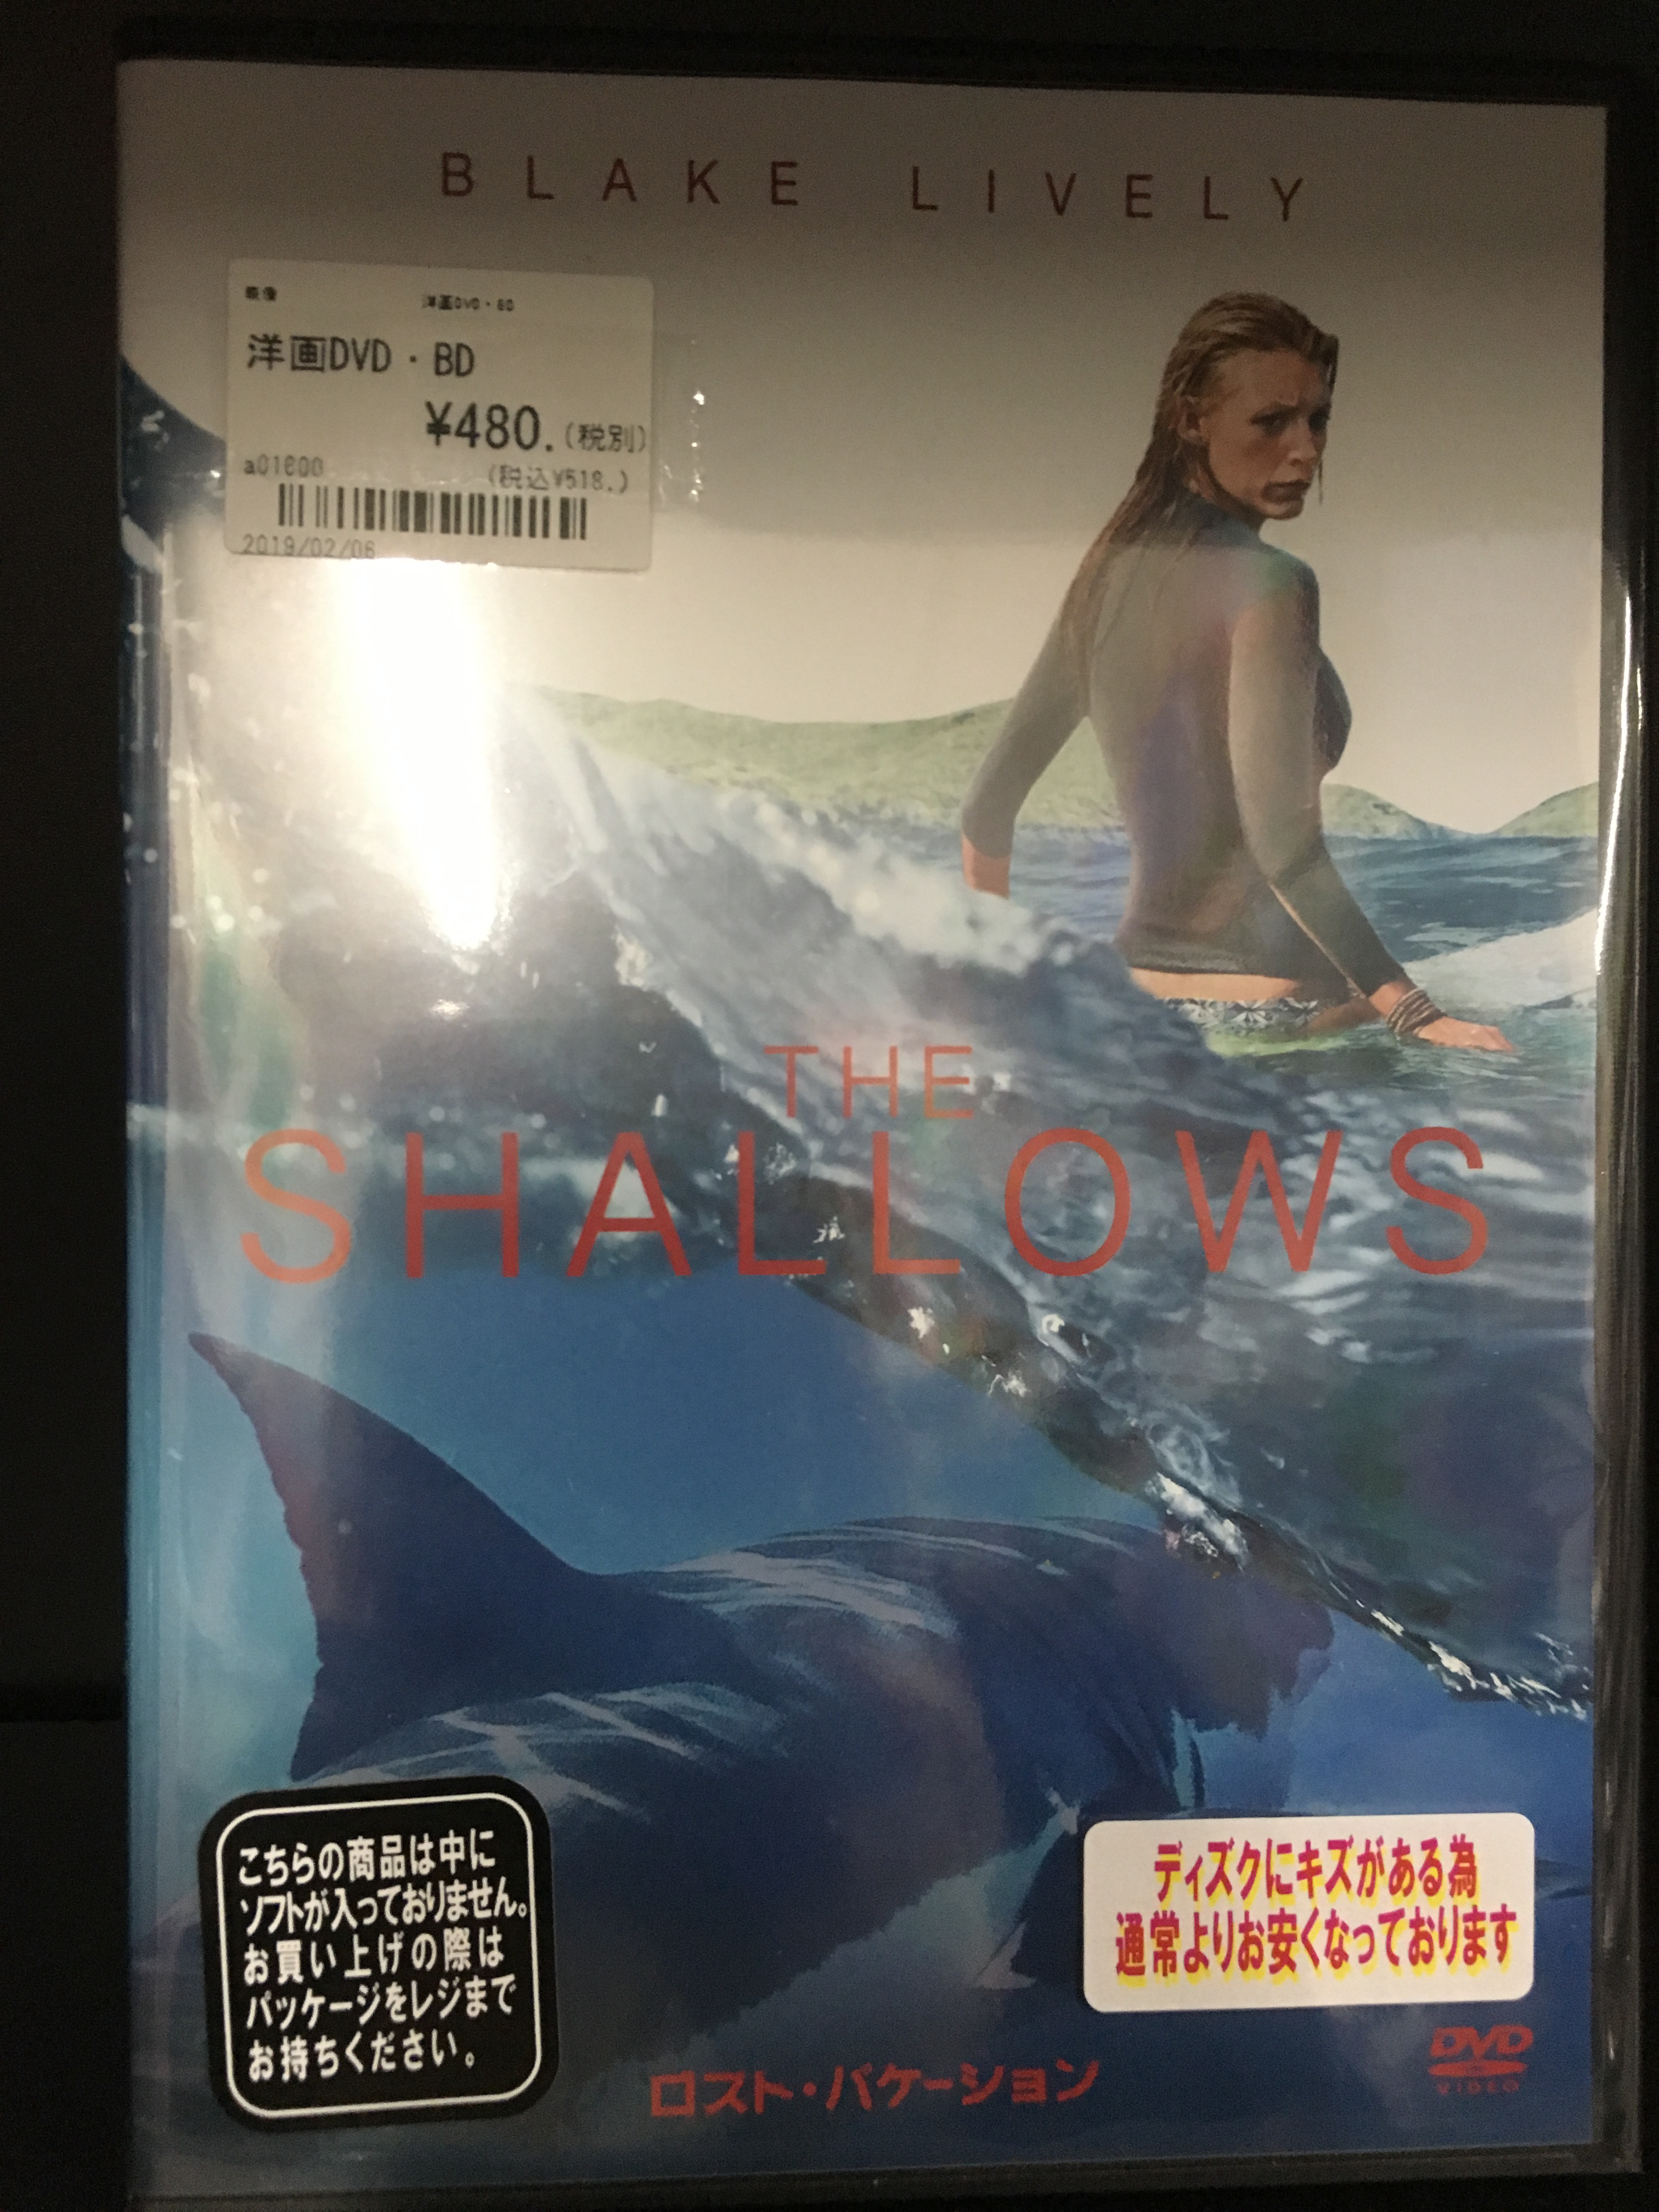 BLAKE LIVELY
映像 洋画DVD・BD
洋画DVD・BD
¥480.(税別)
a01600 (税込¥518.)
2019/02/06
THE
SHALLOWS
こちらの商品は中に
ソフトが入っておりません。
お買い上げの際は
パッケージをレジまで
お持ちください。
ディズクにキズがある為
通常よりお安くなっております
ロスト・バケーション
DVD
VIDEO